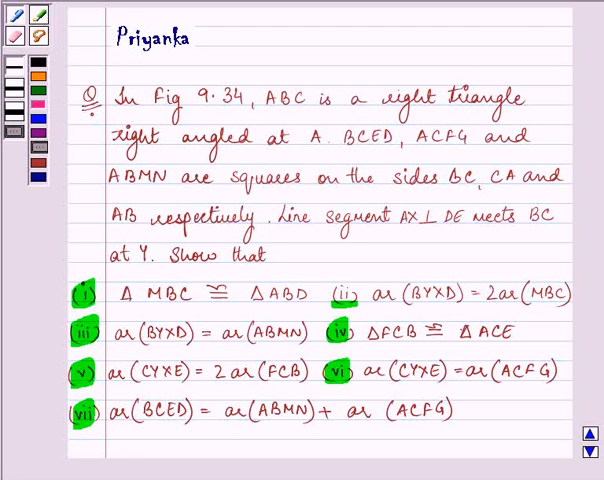 Priyanka
Q In Fig 9.34, ABC is a right triangle
right angled at A. BCED, ACFG and
ABMN are squares on the sides BC, CA and
AB respectively. Line segment AX⊥ DE meets BC
at Y. Show that
(i) Δ MBC ≅ ΔABD (ii) ar(BYXD) = 2ar(MBC)
(iii) ar(BYXD) = ar(ABMN) (iv) ΔFCB ≅ Δ ACE
(v) ar(CYXE) = 2 ar(FCB) (vi) ar(CYXE) = ar(ACFG)
(vii) ar(BCED) = ar(ABMN) + ar (ACFG)